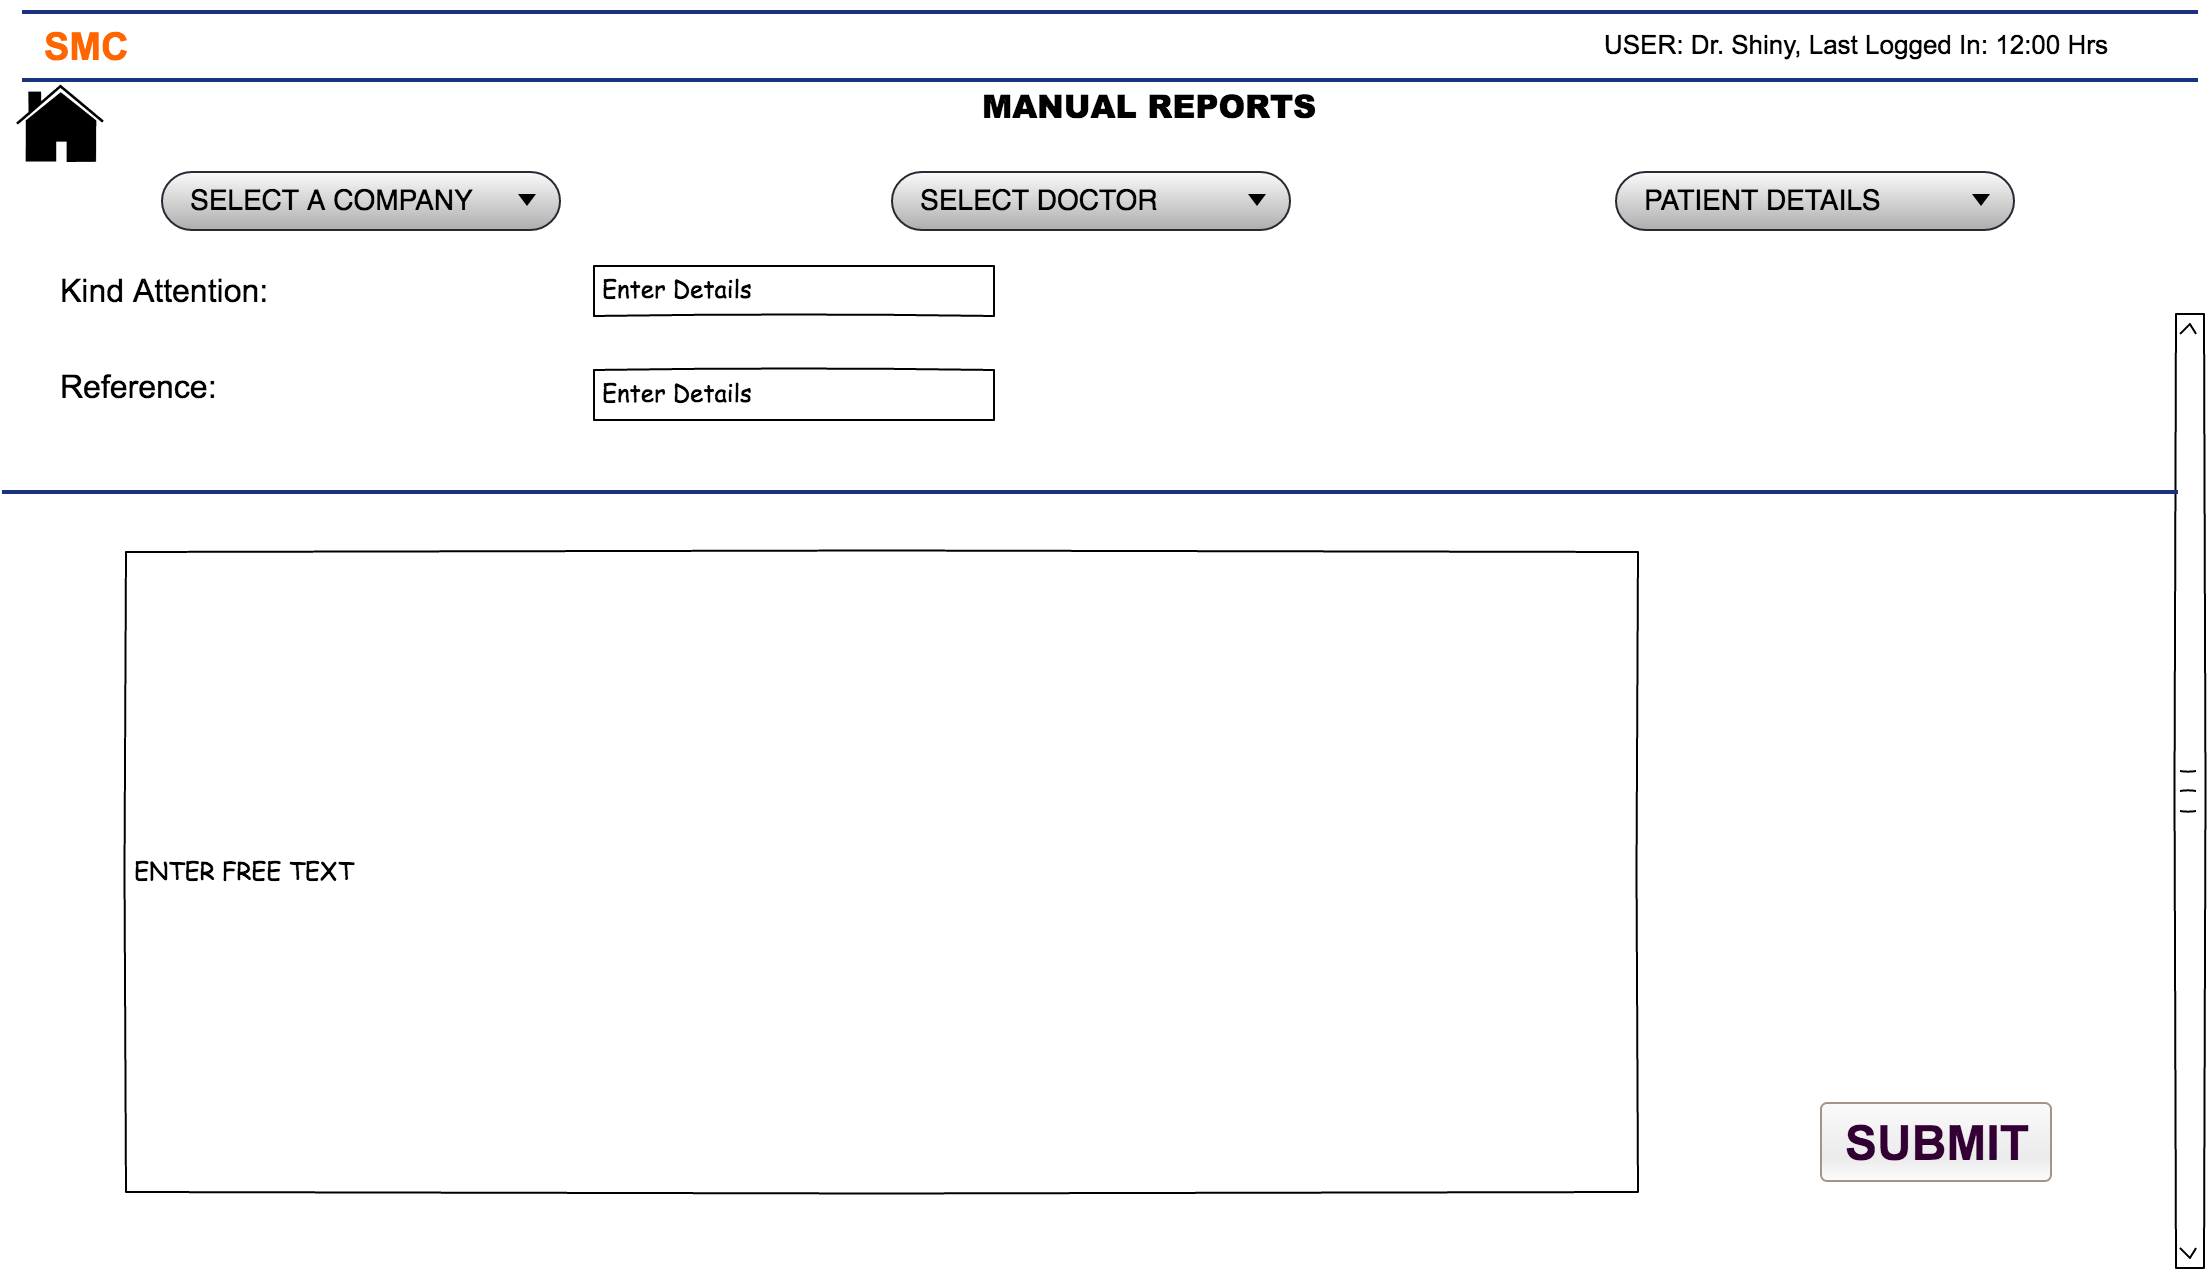 SMC
USER: Dr. Shiny, Last Logged In: 12:00 Hrs
MANUAL REPORTS
SELECT A COMPANY
SELECT DOCTOR
PATIENT DETAILS
Kind Attention:
Enter Details
Reference:
Enter Details
ENTER FREE TEXT
SUBMIT